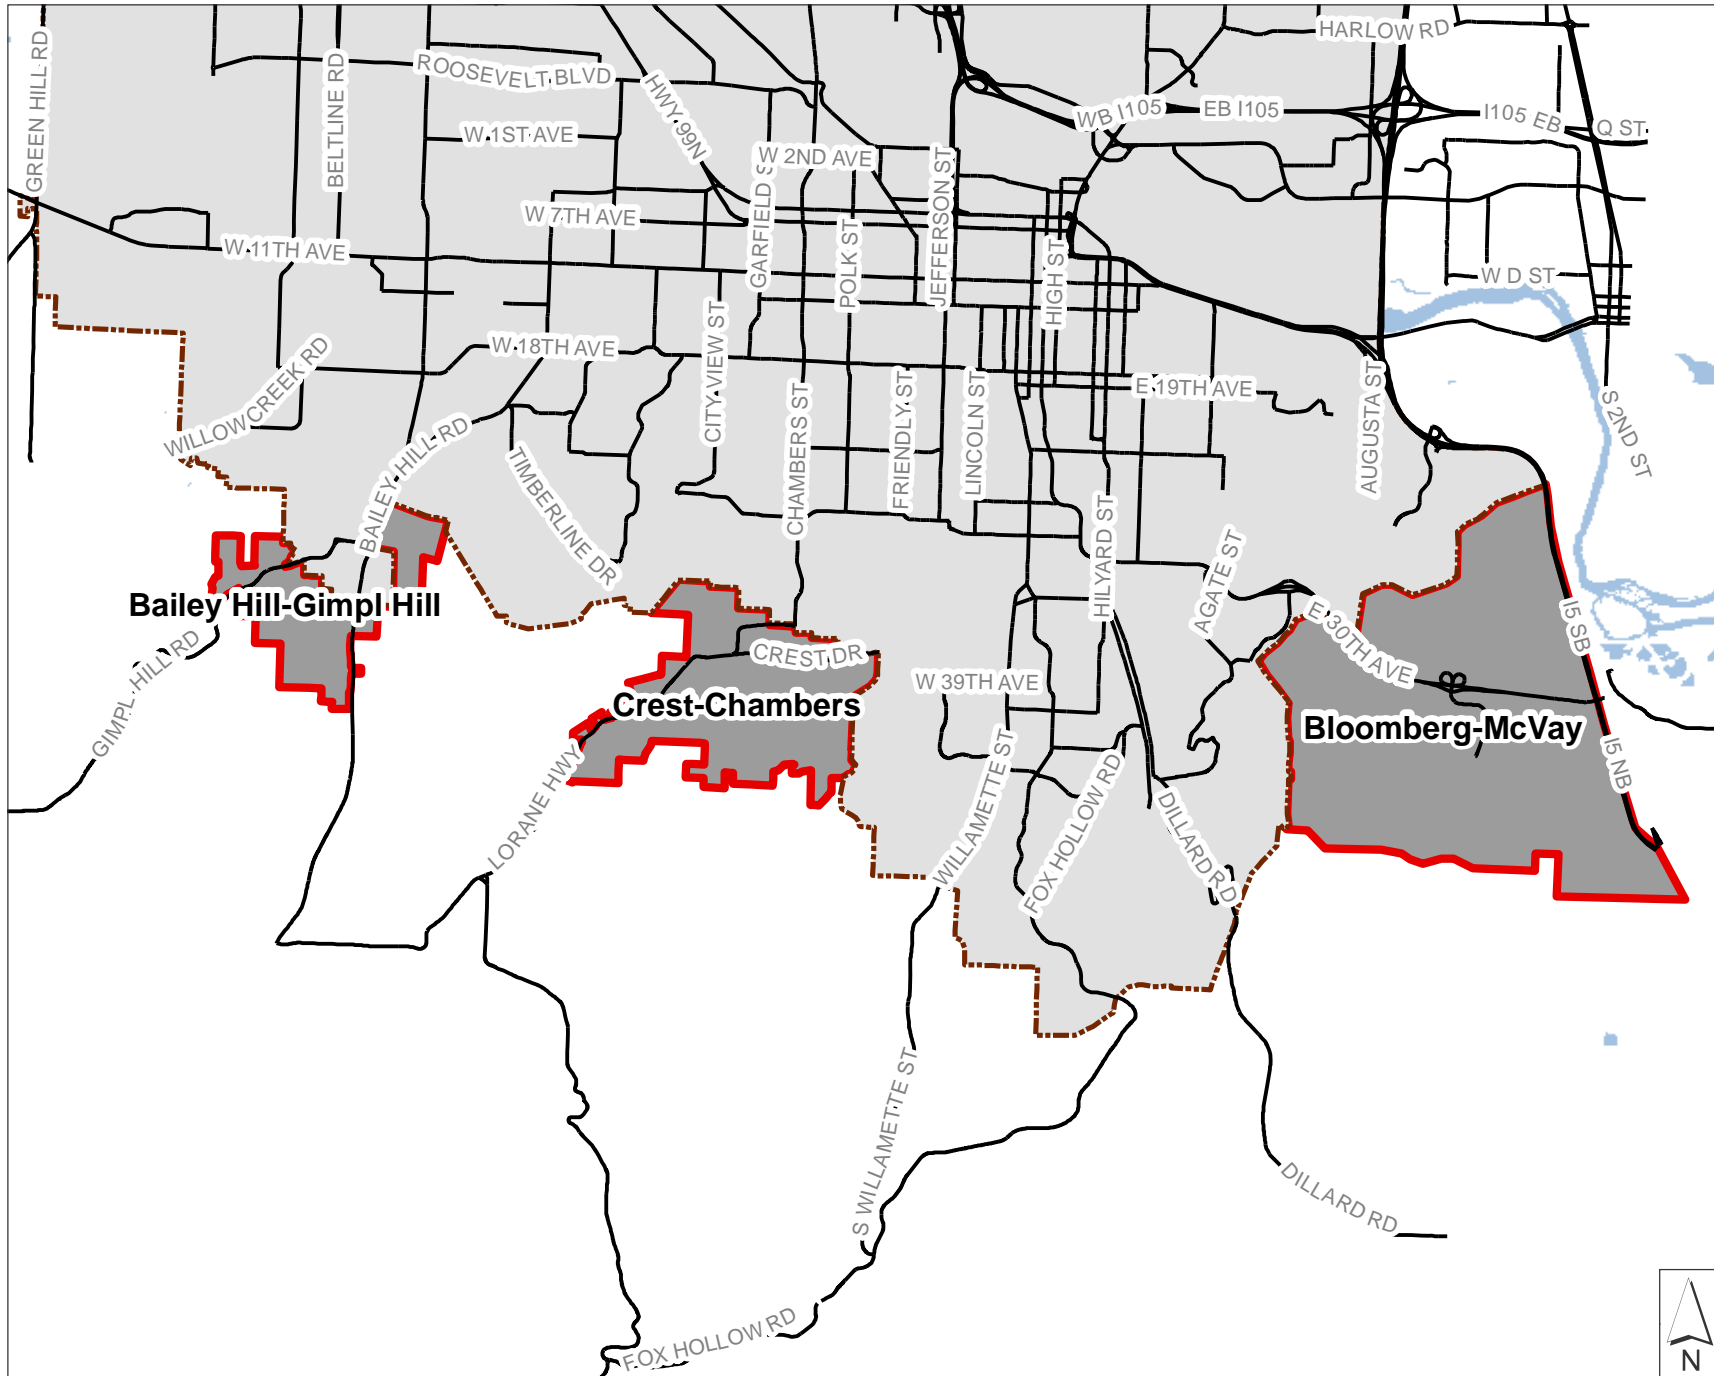 HARLOW RD
GREEN HILL RD
BELTLINE RD
ROOSEVELT BLVD
HWY 99N
WB I105
EB I105
I105 EB
Q ST
W 1ST AVE
W 2ND AVE
GARFIELD S
JEFFERSON ST
W 7TH AVE
W 11TH AVE
POLK ST
HIGH ST
W D ST
W 18TH AVE
CITY VIEW ST
WILLOW CREEK RD
E 19TH AVE
AUGUSTA ST
S 2ND ST
BAILEY HILL RD
TIMBERLINE DR
CHAMBERS ST
FRIENDLY ST
LINCOLN ST
HILYARD ST
AGATE ST
Bailey Hill-Gimpl Hill
GIMPL HILL RD
CREST DR
Crest-Chambers
E 30TH AVE
I5 SB
W 39TH AVE
Bloomberg-McVay
I5 NB
LORANE HWY
WILLAMETTE ST
FOX HOLLOW RD
DILLARD RD
S WILLAMETTE ST
DILLARD RD
FOX HOLLOW RD
N